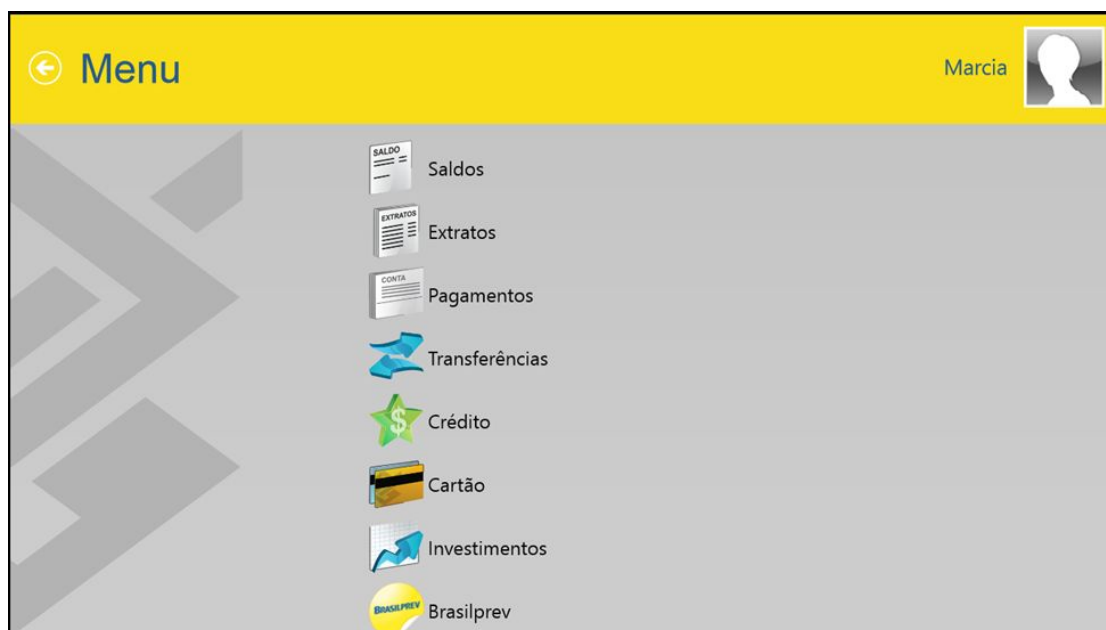 Menu
Marcia
SALDO
Saldos
EXTRATOS
Extratos
CONTA
Pagamentos
Transferências
$
Crédito
Cartão
Investimentos
BRASILPREV
Brasilprev